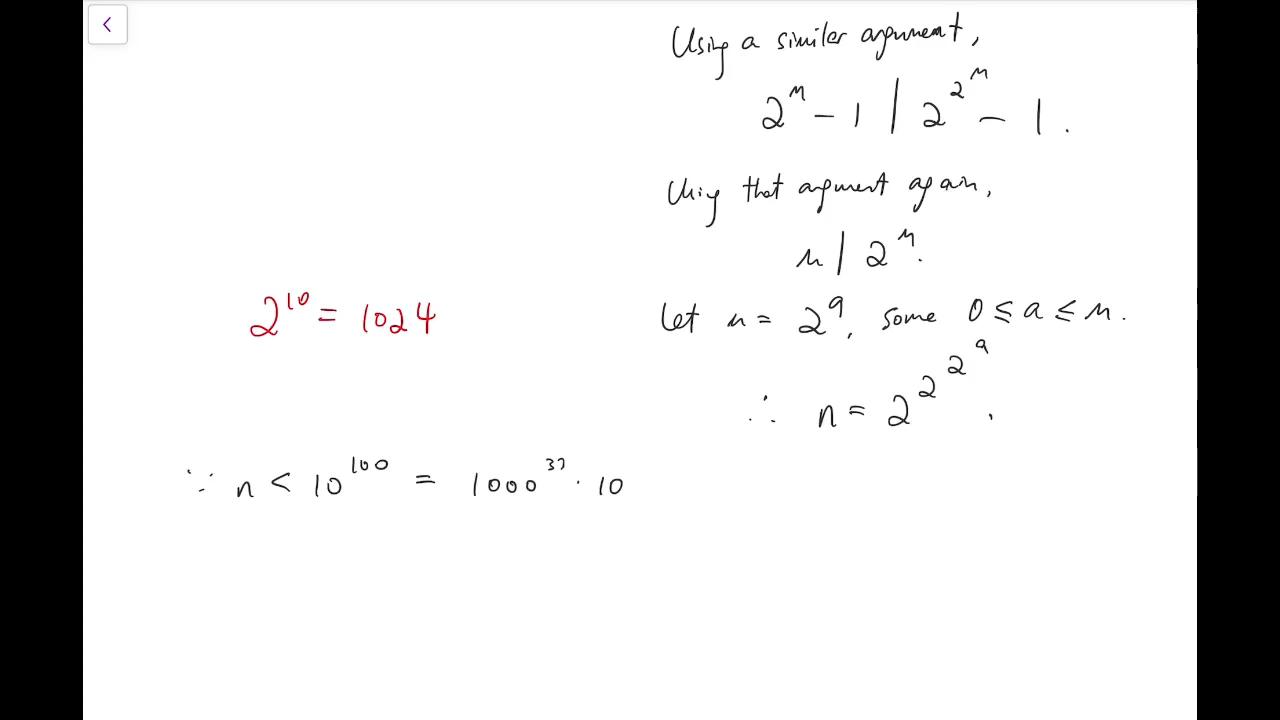 Using a similar argument,
2^m - 1 | 2^{2^m} - 1.
Using that argument again,
m | 2^m.
2^{10} = 1024
Let m = 2^a, some 0 ≤ a ≤ m.
∴ n = 2^{2^{2^a}}.
∵ n < 10^{100} = 1000^{33} · 10